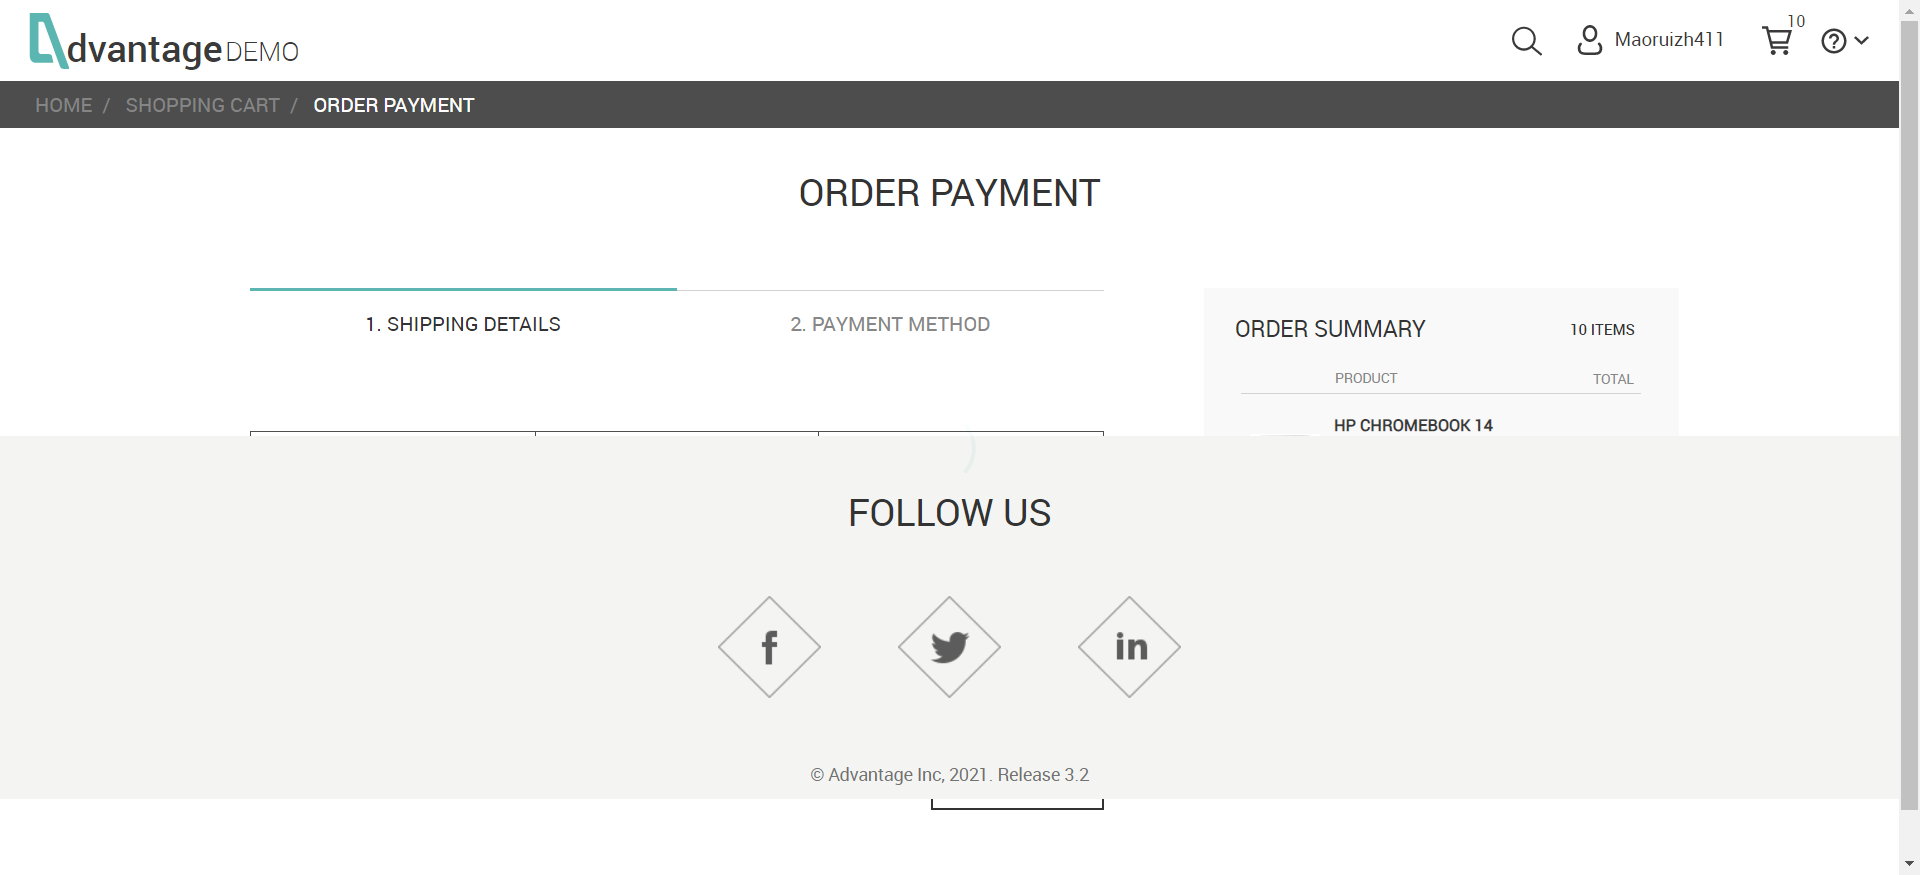 dvantage DEMO
Maoruizh411
10
HOME / SHOPPING CART / ORDER PAYMENT
ORDER PAYMENT
1. SHIPPING DETAILS
2. PAYMENT METHOD
ORDER SUMMARY
10 ITEMS
PRODUCT
TOTAL
HP CHROMEBOOK 14
FOLLOW US
f
in
© Advantage Inc, 2021. Release 3.2